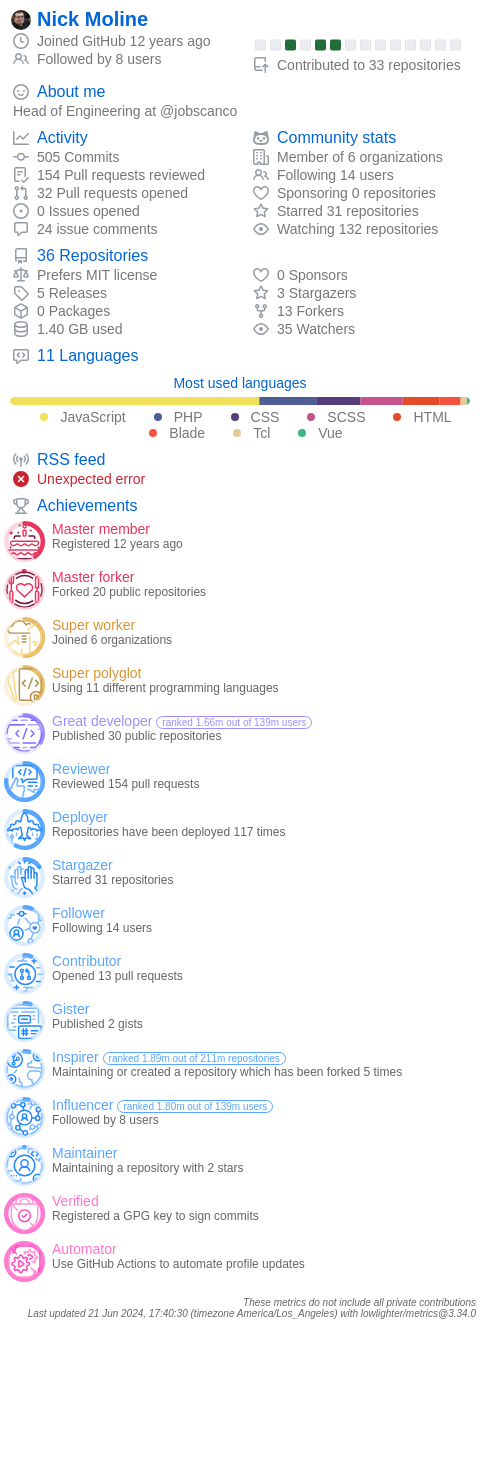 Nick Moline
Joined GitHub 12 years ago
Followed by 8 users
Contributed to 33 repositories
About me
Head of Engineering at @jobscanco
Activity
505 Commits
154 Pull requests reviewed
32 Pull requests opened
0 Issues opened
24 issue comments
Community stats
Member of 6 organizations
Following 14 users
Sponsoring 0 repositories
Starred 31 repositories
Watching 132 repositories
36 Repositories
Prefers MIT license
5 Releases
0 Packages
1.40 GB used
0 Sponsors
3 Stargazers
13 Forkers
35 Watchers
11 Languages
Most used languages
JavaScript PHP CSS SCSS HTML
Blade Tcl Vue
RSS feed
Unexpected error
Achievements
Master member
Registered 12 years ago
Master forker
Forked 20 public repositories
Super worker
Joined 6 organizations
Super polyglot
Using 11 different programming languages
Great developer ranked 1.66m out of 139m users
Published 30 public repositories
Reviewer
Reviewed 154 pull requests
Deployer
Repositories have been deployed 117 times
Stargazer
Starred 31 repositories
Follower
Following 14 users
Contributor
Opened 13 pull requests
Gister
Published 2 gists
Inspirer ranked 1.89m out of 211m repositories
Maintaining or created a repository which has been forked 5 times
Influencer ranked 1.80m out of 139m users
Followed by 8 users
Maintainer
Maintaining a repository with 2 stars
Verified
Registered a GPG key to sign commits
Automator
Use GitHub Actions to automate profile updates
These metrics do not include all private contributions
Last updated 21 Jun 2024, 17:40:30 (timezone America/Los_Angeles) with lowlighter/metrics@3.34.0